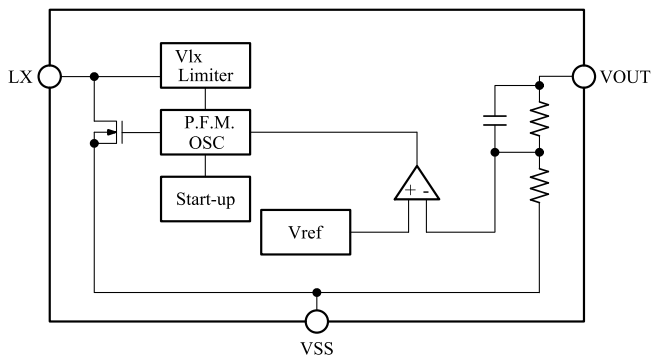 Vlx
Limiter
LX
VOUT
P.F.M.
OSC
+ -
Start-up
Vref
VSS